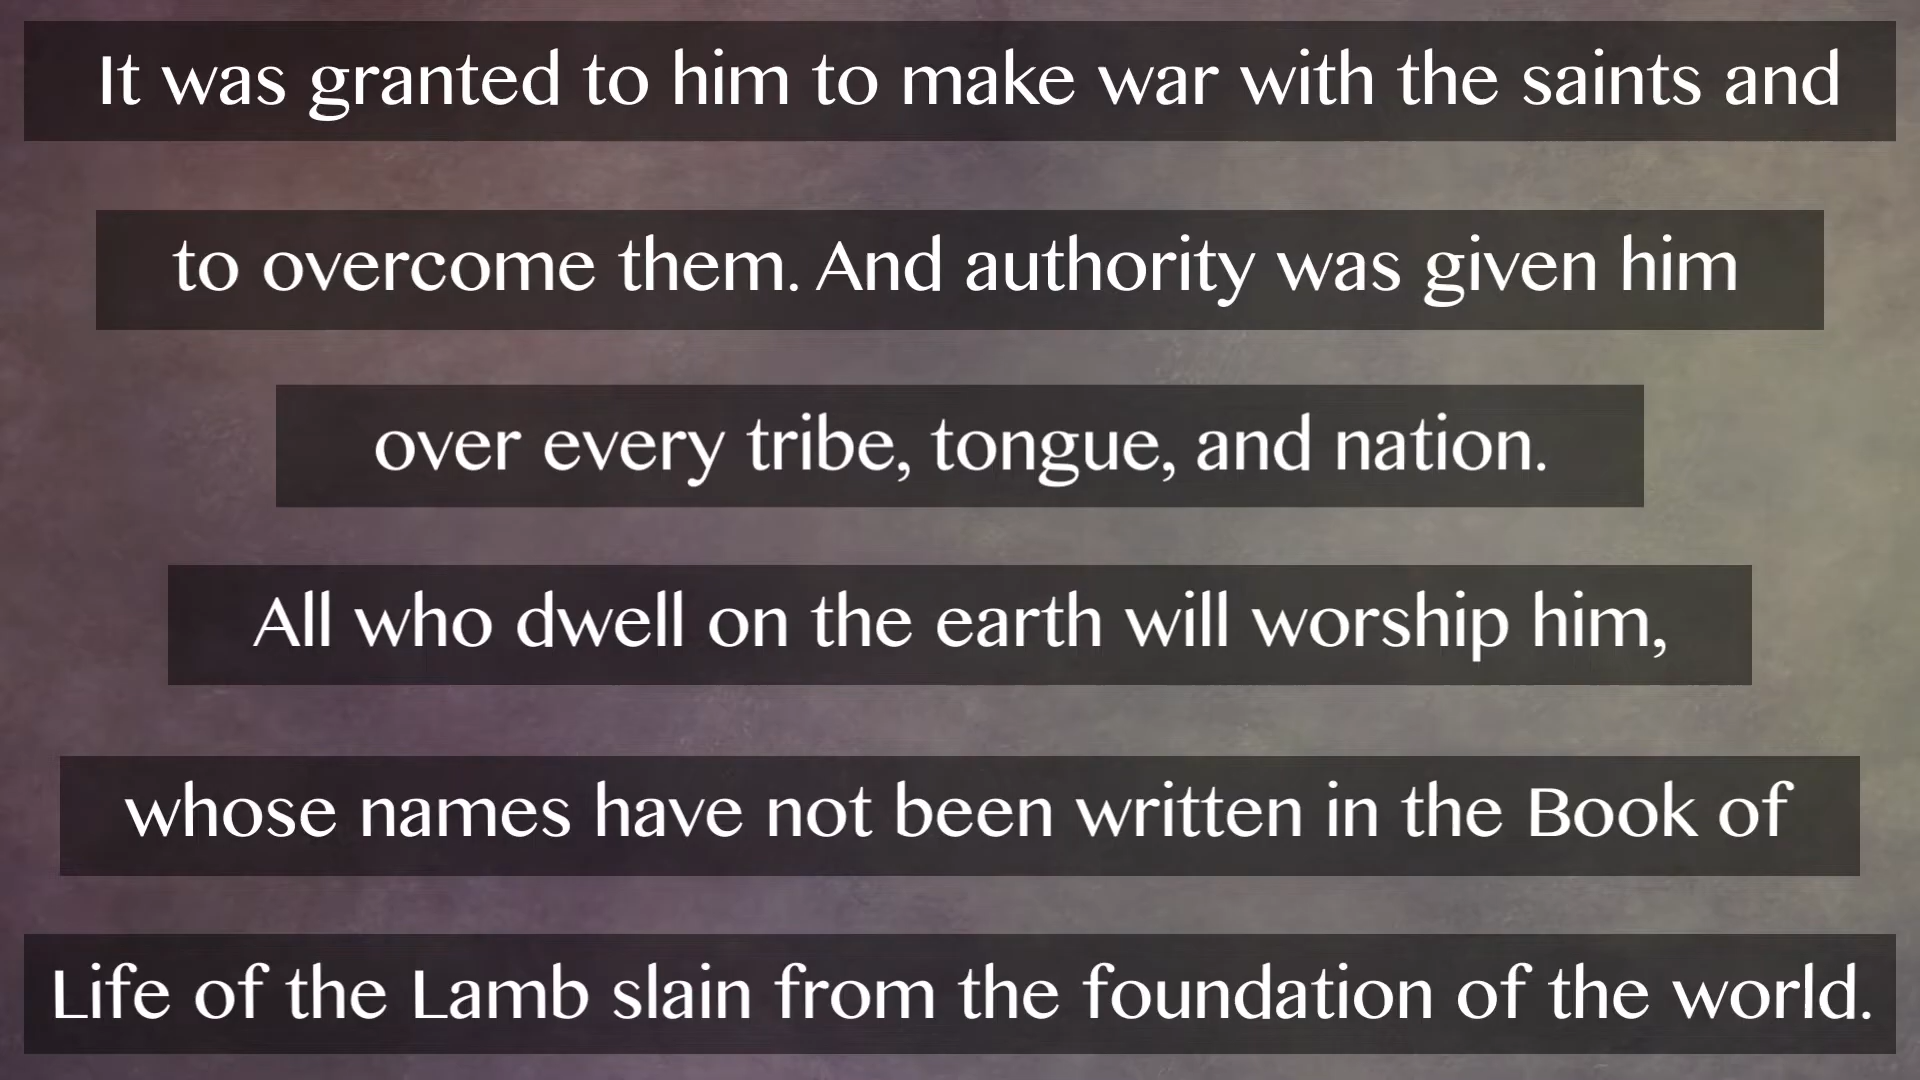 It was granted to him to make war with the saints and
to overcome them. And authority was given him
over every tribe, tongue, and nation.
All who dwell on the earth will worship him,
whose names have not been written in the Book of
Life of the Lamb slain from the foundation of the world.